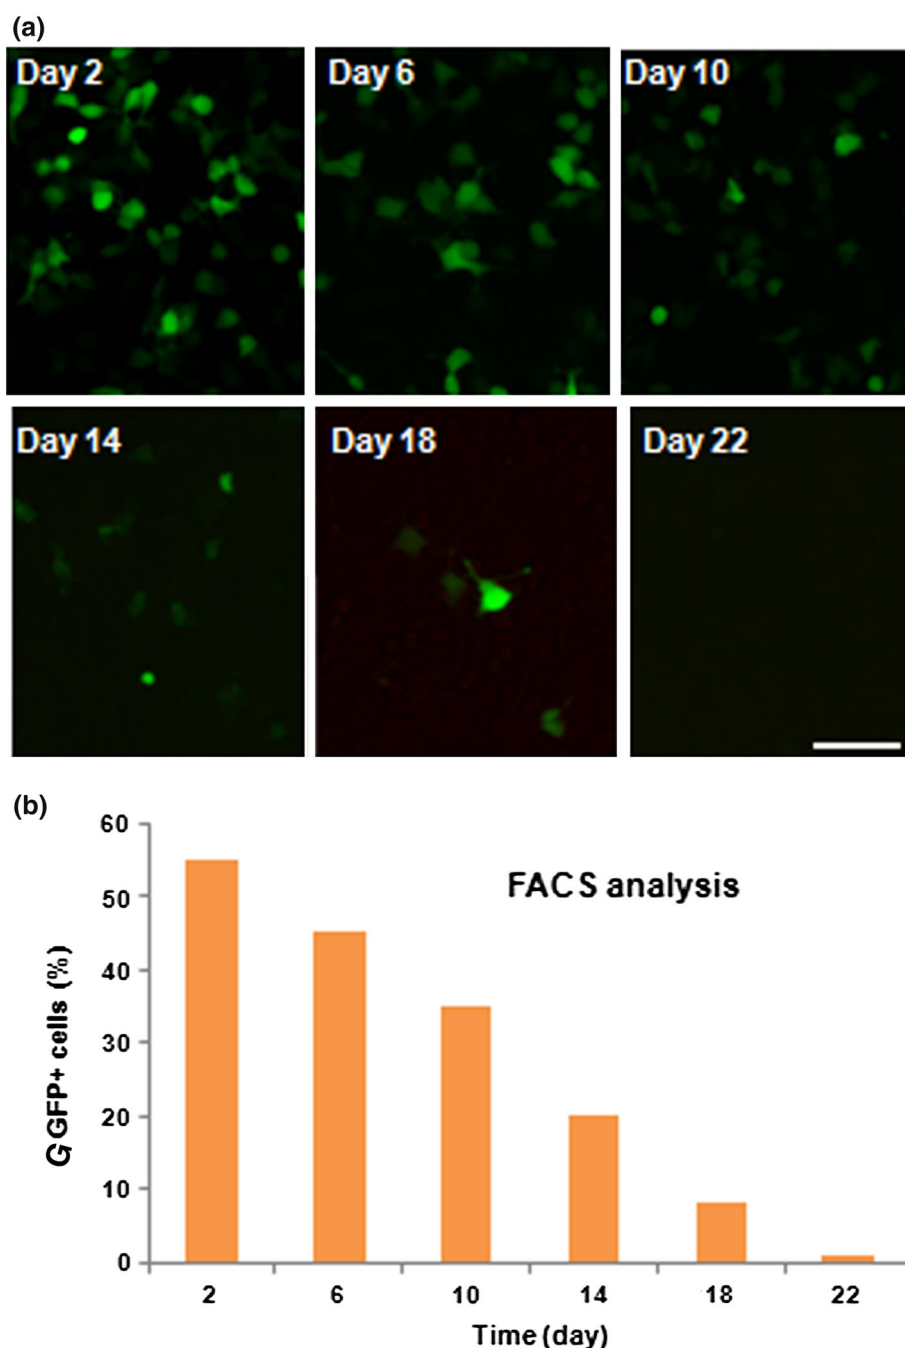 (a)
Day 2
Day 6
Day 10
Day 14
Day 18
Day 22
(b)
FACS analysis
GGFP+ cells (%)
60
50
40
30
20
10
0
2 6 10 14 18 22
Time (day)